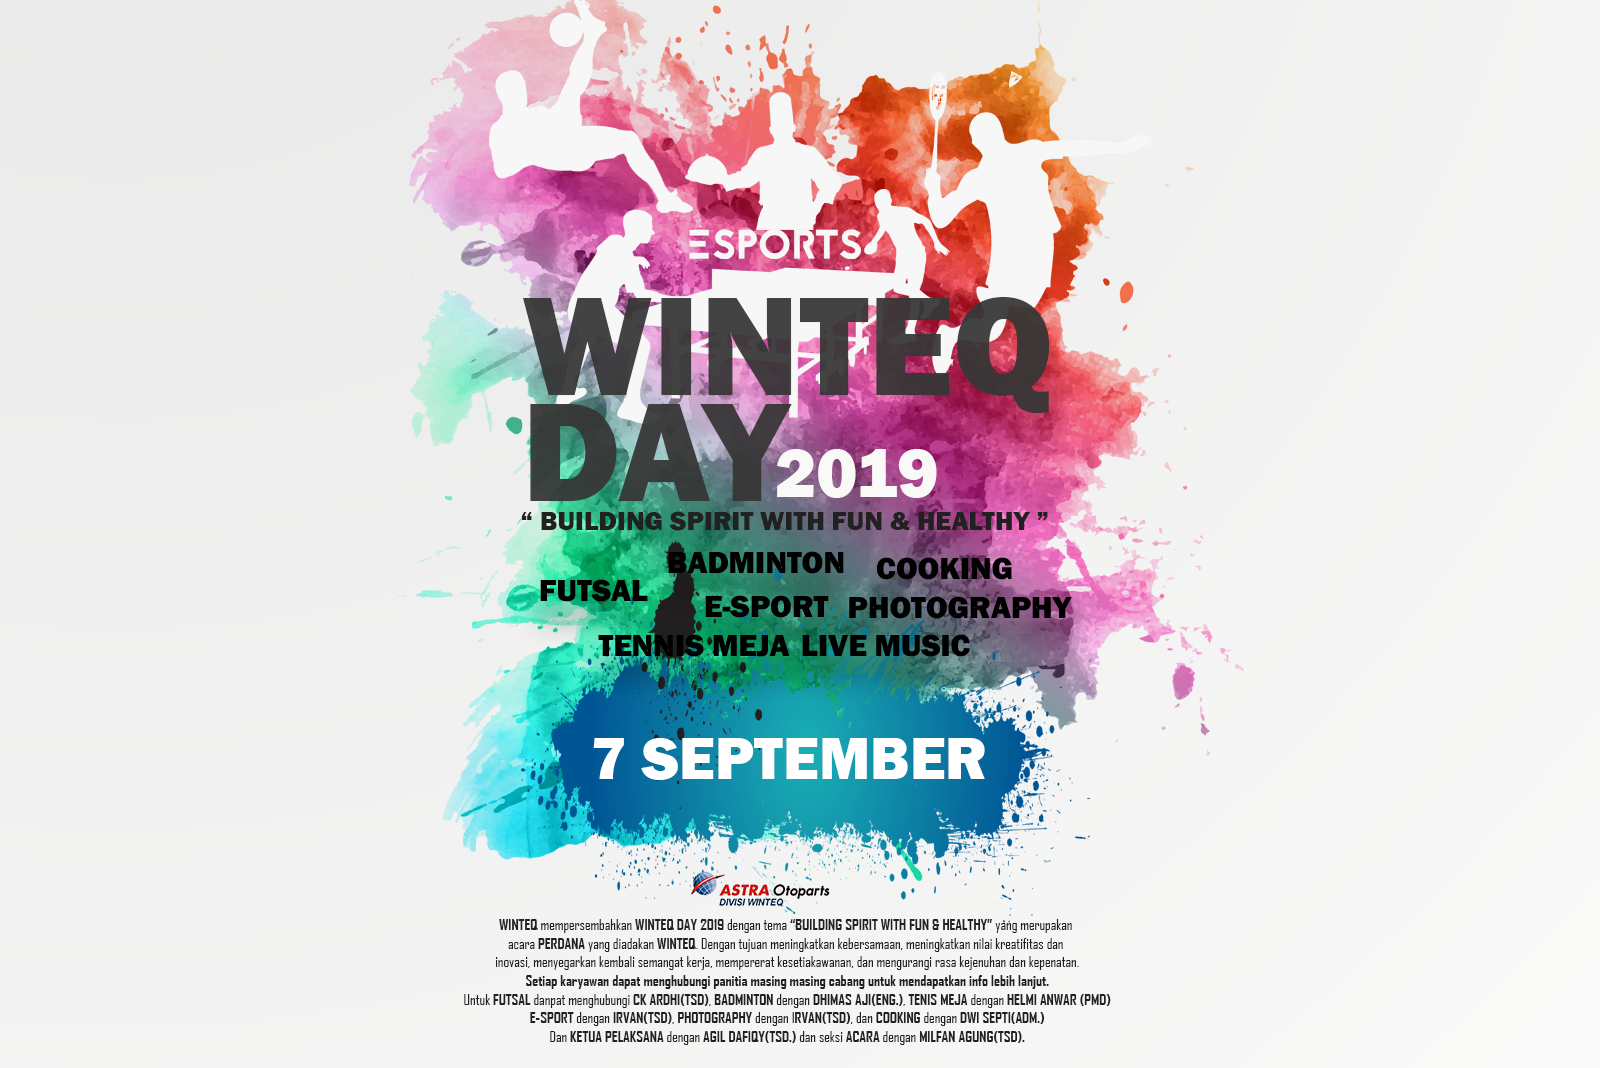 ESPORTS
WINTEQ
DAY 2019
“ BUILDING SPIRIT WITH FUN & HEALTHY ”
BADMINTON COOKING
FUTSAL
E-SPORT PHOTOGRAPHY
TENNIS MEJA LIVE MUSIC
7 SEPTEMBER
ASTRA Otoparts
DIVISI WINTEQ
WINTEQ mempersembahkan WINTEQ DAY 2019 dengan tema “BUILDING SPIRIT WITH FUN & HEALTHY” yang merupakan
acara PERDANA yang diadakan WINTEQ. Dengan tujuan meningkatkan kebersamaan, meningkatkan nilai kreatifitas dan
inovasi, menyegarkan kembali semangat kerja, mempererat kesetiakawanan, dan mengurangi rasa kejenuhan dan kepenatan.
Setiap karyawan dapat menghubungi panitia masing masing cabang untuk mendapatkan info lebih lanjut.
Untuk FUTSAL danpat menghubungi CK ARDHI(TSD), BADMINTON dengan DHIMAS AJI(ENG.), TENIS MEJA dengan HELMI ANWAR (PMD)
E-SPORT dengan IRVAN(TSD), PHOTOGRAPHY dengan IRVAN(TSD), dan COOKING dengan DWI SEPTI(ADM.)
Dan KETUA PELAKSANA dengan AGIL DAFIQY(TSD.) dan seksi ACARA dengan MILFAN AGUNG(TSD).